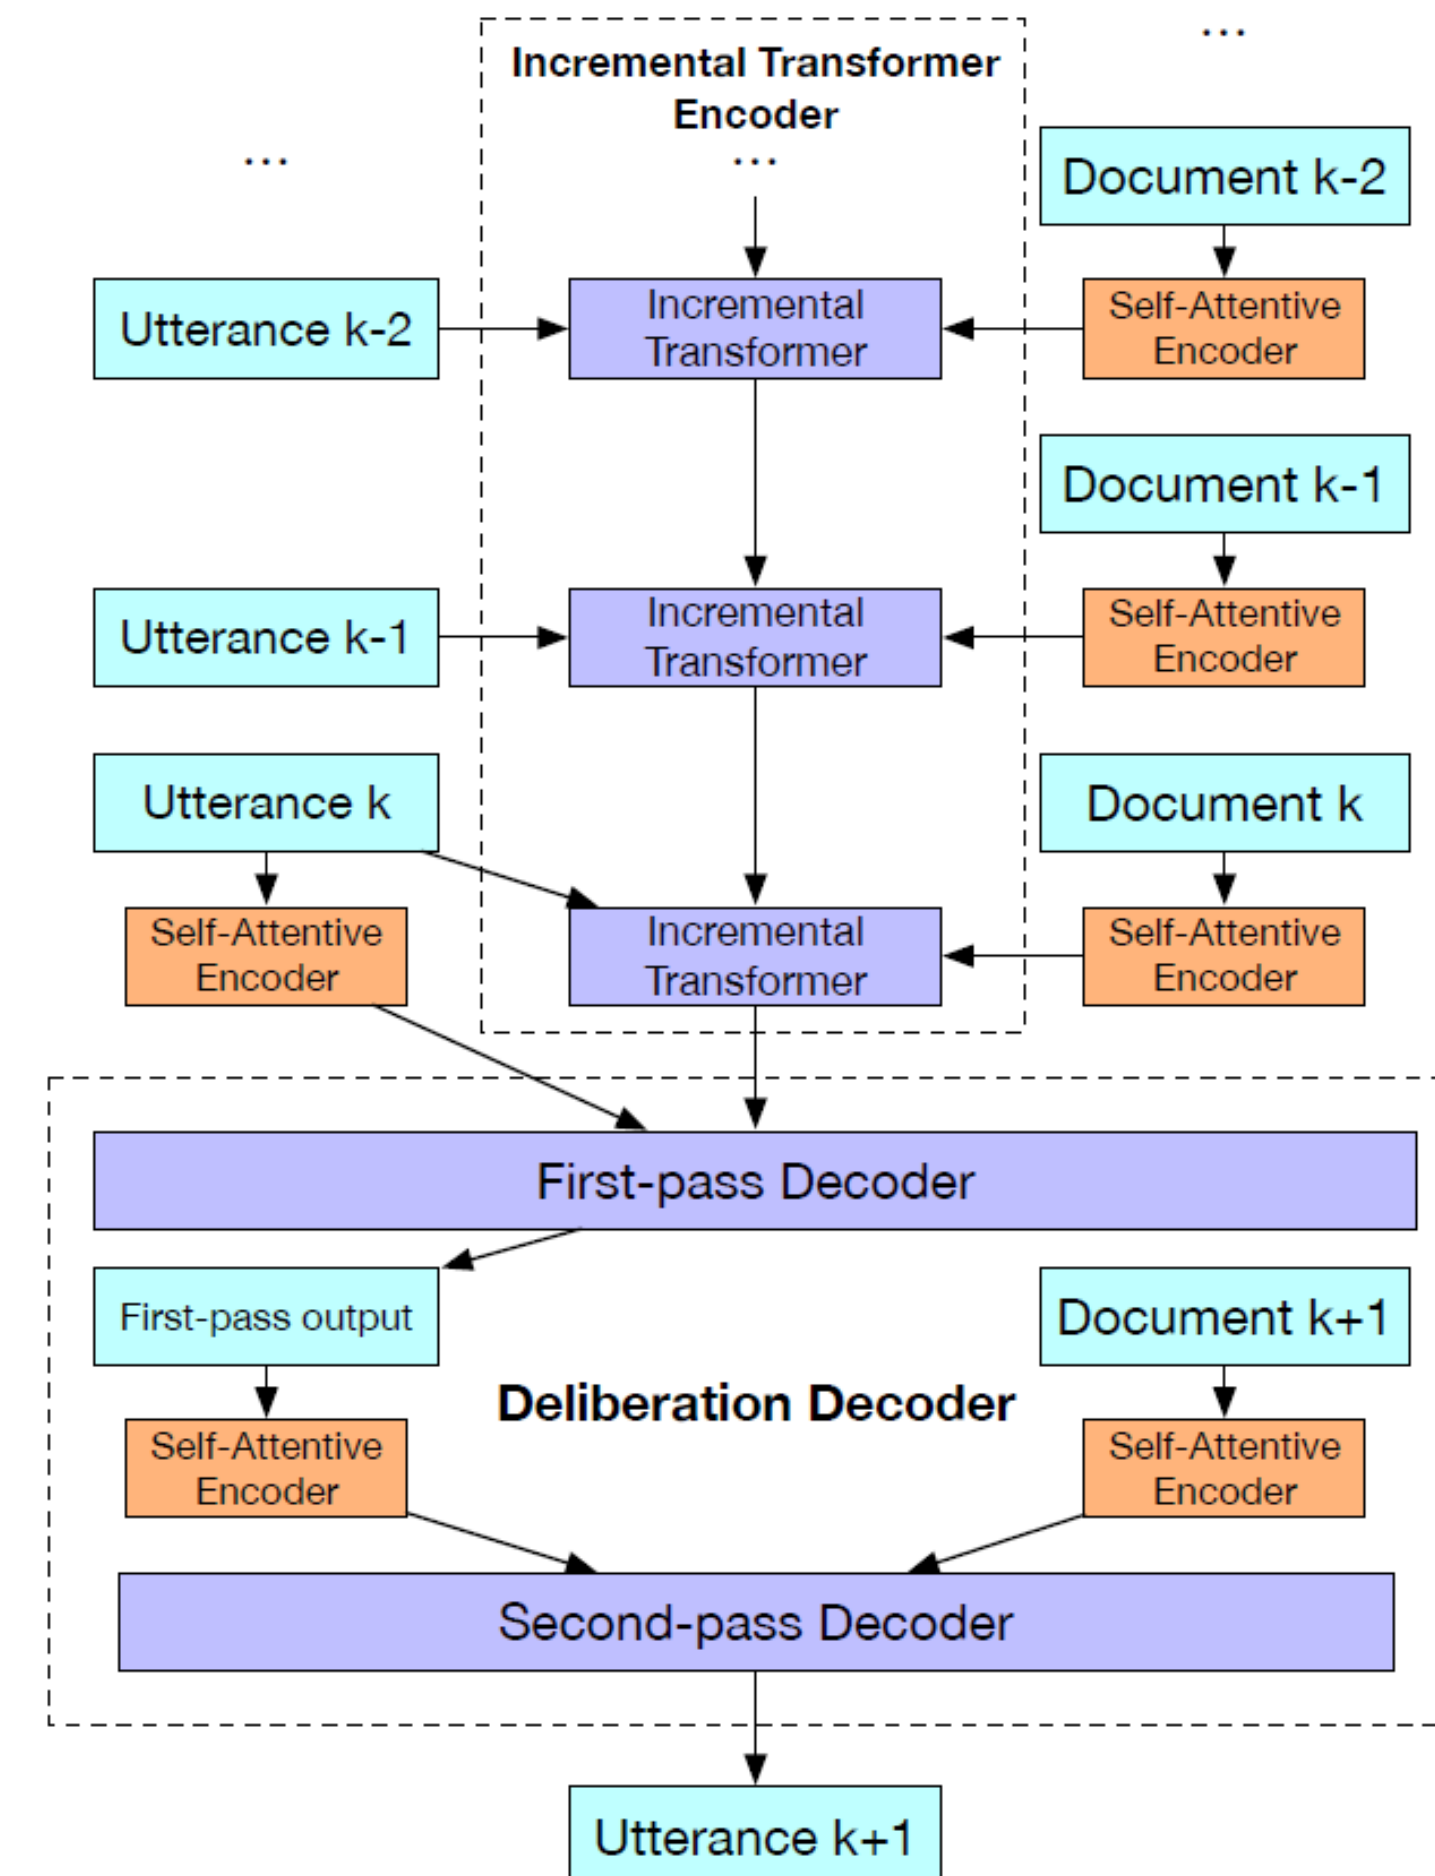 ...
Incremental Transformer
Encoder
...
...
Document k-2
Utterance k-2
Incremental
Transformer
Self-Attentive
Encoder
Document k-1
Utterance k-1
Incremental
Transformer
Self-Attentive
Encoder
Utterance k
Document k
Self-Attentive
Encoder
Incremental
Transformer
Self-Attentive
Encoder
First-pass Decoder
First-pass output
Document k+1
Deliberation Decoder
Self-Attentive
Encoder
Self-Attentive
Encoder
Second-pass Decoder
Utterance k+1